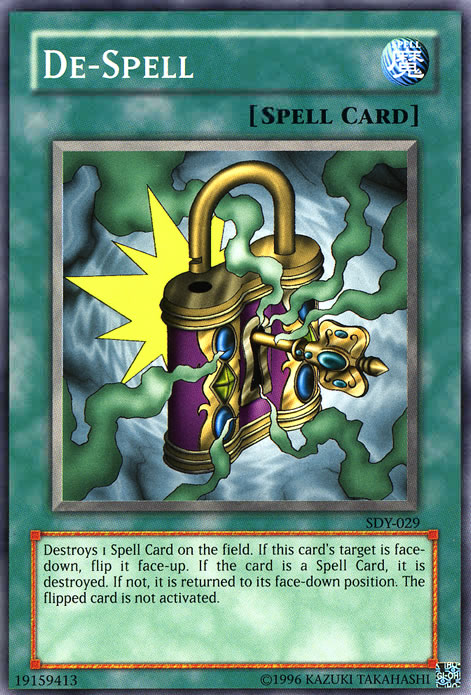 De-Spell
SPELL
魔
[Spell Card]
SDY-029
Destroys 1 Spell Card on the field. If this card's target is face-
down, flip it face-up. If the card is a Spell Card, it is
destroyed. If not, it is returned to its face-down position. The
flipped card is not activated.
19159413
©1996 KAZUKI TAKAHASHI